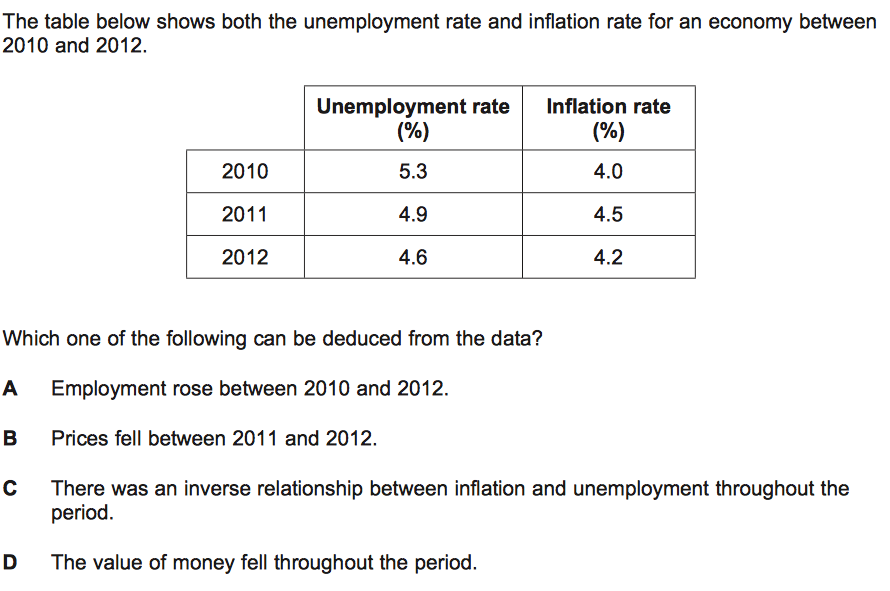 The table below shows both the unemployment rate and inflation rate for an economy between
2010 and 2012.
Unemployment rate Inflation rate
(%) (%)
2010 5.3 4.0
2011 4.9 4.5
2012 4.6 4.2
Which one of the following can be deduced from the data?
A Employment rose between 2010 and 2012.
B Prices fell between 2011 and 2012.
C There was an inverse relationship between inflation and unemployment throughout the
period.
D The value of money fell throughout the period.